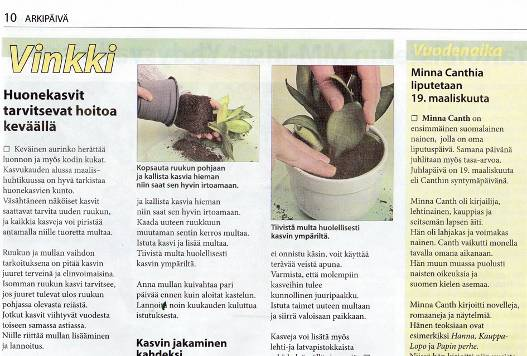 10 ARKIPÄIVÄ
Vinkki
Huonekasvit
tarvitsevat hoitoa
keväällä
□ Keväinen aurinko herättää
luonnon ja myös kodin kukat.
Kasvukauden alussa maalis-
huhtikuussa on hyvä tarkistaa
huonekasvien kunto.
Väsähtäneen näköiset kasvit
saattavat tarvita uuden ruukun,
ja kaikkia kasveja voi piristää
antamalla niille tuoretta multaa.
Ruukun ja mullan vaihdon
tarkoituksena on pitää kasvin
juuret terveinä ja elinvoimaisina.
Isomman ruukun kasvi tarvitsee,
jos juuret tulevat ulos ruukun
pohjassa olevasta reiästä.
Jotkut kasvit viihtyvät vuodesta
toiseen samassa astiassa.
Niille riittää mullan lisääminen
ja lannoitus.
Kopsauta ruukun pohjaan
ja kallista kasvia hieman
niin saat sen hyvin irtoamaan.
ja kallista kasvia hieman
niin saat sen hyvin irtoamaan.
Kaada uuteen ruukkuun
muutaman sentin kerros multaa.
Istuta kasvi ja lisää multaa.
Tiivistä multa huolellisesti
kasvin ympäriltä.
Anna mullan kuivahtaa pari
päivää ennen kuin aloitat kastelun.
Lannoita noin kuukauden kuluttua
istutuksesta.
Kasvin jakaminen
kahdeksi
Tiivistä multa huolellisesti
kasvin ympäriltä.
ei onnistu käsin, voit käyttää
terävää veistä apuna.
Varmista, että molempiin
kasveihin tulee
kunnollinen juuripaakku.
Istuta taimet uuteen multaan
ja siirrä valoisaan paikkaan.
Kasveja voi lisätä myös
lehti-ja latvapistokkaista
Vuodenaika
Minna Canthia
liputetaan
19. maaliskuuta
□ Minna Canth on
ensimmäinen suomalainen
nainen, jolla on oma
liputuspäivä. Samana päivänä
juhlitaan myös tasa-arvoa.
Juhlapäivä on 19. maaliskuuta
eli Canthin syntymäpäivänä.
Minna Canth oli kirjailija,
lehtinainen, kauppias ja
seitsemän lapsen äiti.
Hän oli lahjakas ja voimakas
nainen. Canth vaikutti monella
tavalla omana aikanaan.
Hän muun muassa puolusti
naisten oikeuksia ja
suomen kielen asemaa.
Minna Canth kirjoitti novelleja,
romaaneja ja näytelmiä.
Hänen teoksiaan ovat
esimerkiksi Hanna, Kauppa-
Lopo ja Papin perhe.